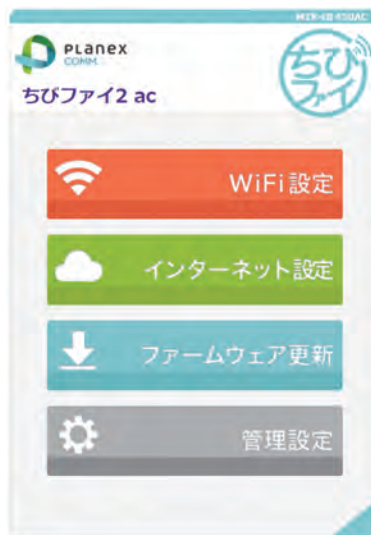 PLANEX
COMM.
ちびファイ2 ac
ちび
ファイ
WiFi設定
インターネット設定
ファームウェア更新
管理設定